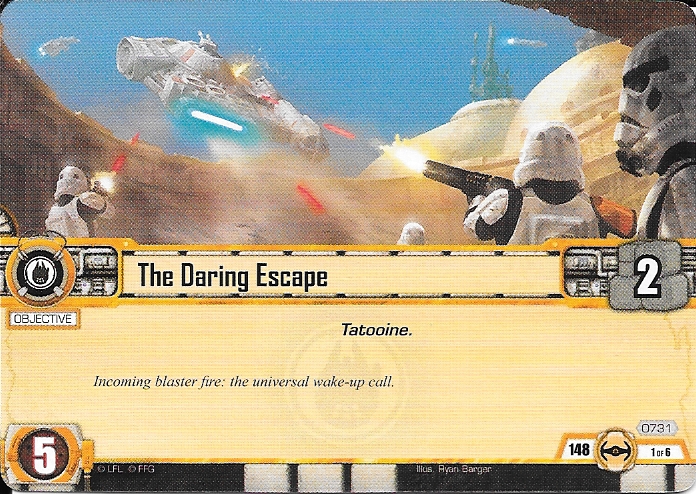 The Daring Escape
2
OBJECTIVE
Tatooine.
Incoming blaster fire: the universal wake-up call.
0731
5
148
1 OF 6
© LFL © FFG
Illus. Ryan Barger